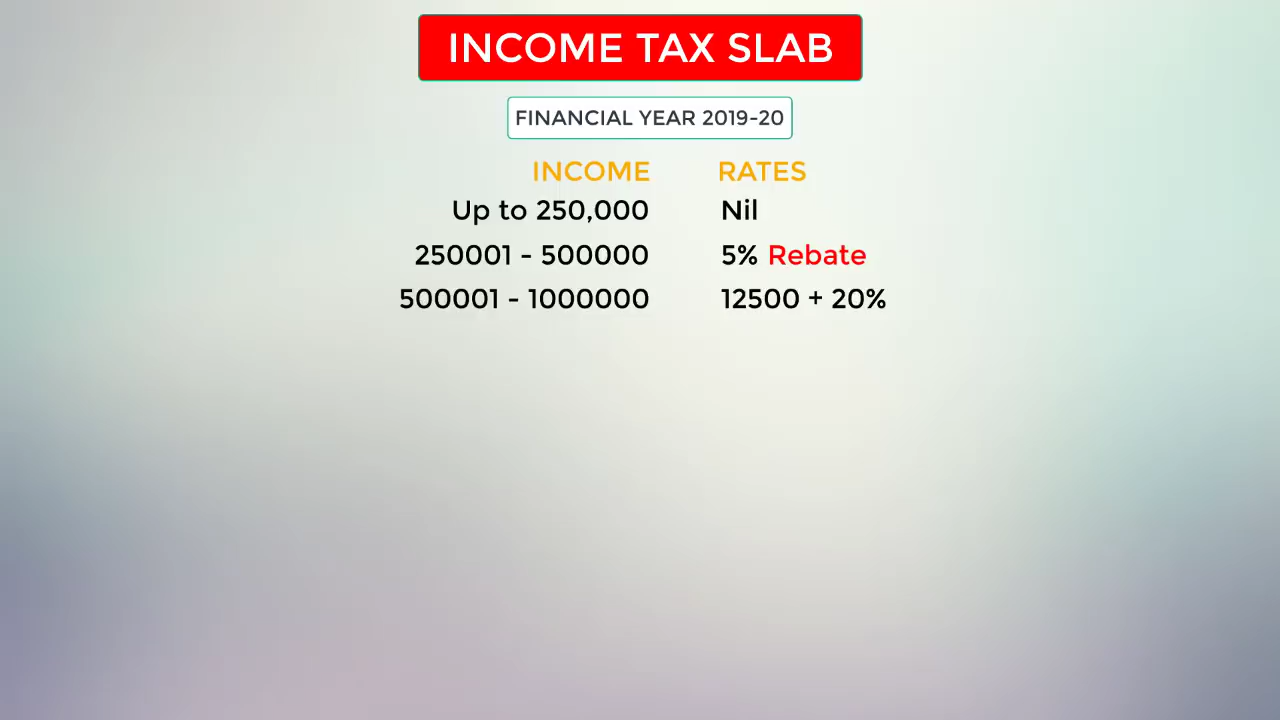 INCOME TAX SLAB
FINANCIAL YEAR 2019-20
INCOME RATES
Up to 250,000 Nil
250001 - 500000 5% Rebate
500001 - 1000000 12500 + 20%